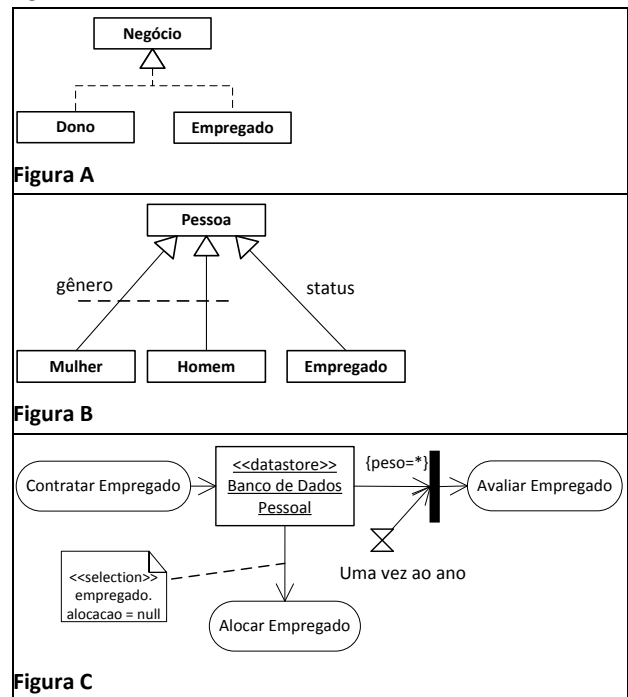 Negócio
Dono
Empregado
Figura A
Pessoa
gênero
status
Mulher
Homem
Empregado
Figura B
Contratar Empregado
<<datastore>>
Banco de Dados
Pessoal
{peso=*}
Avaliar Empregado
Uma vez ao ano
<<selection>>
empregado.
alocacao = null
Alocar Empregado
Figura C